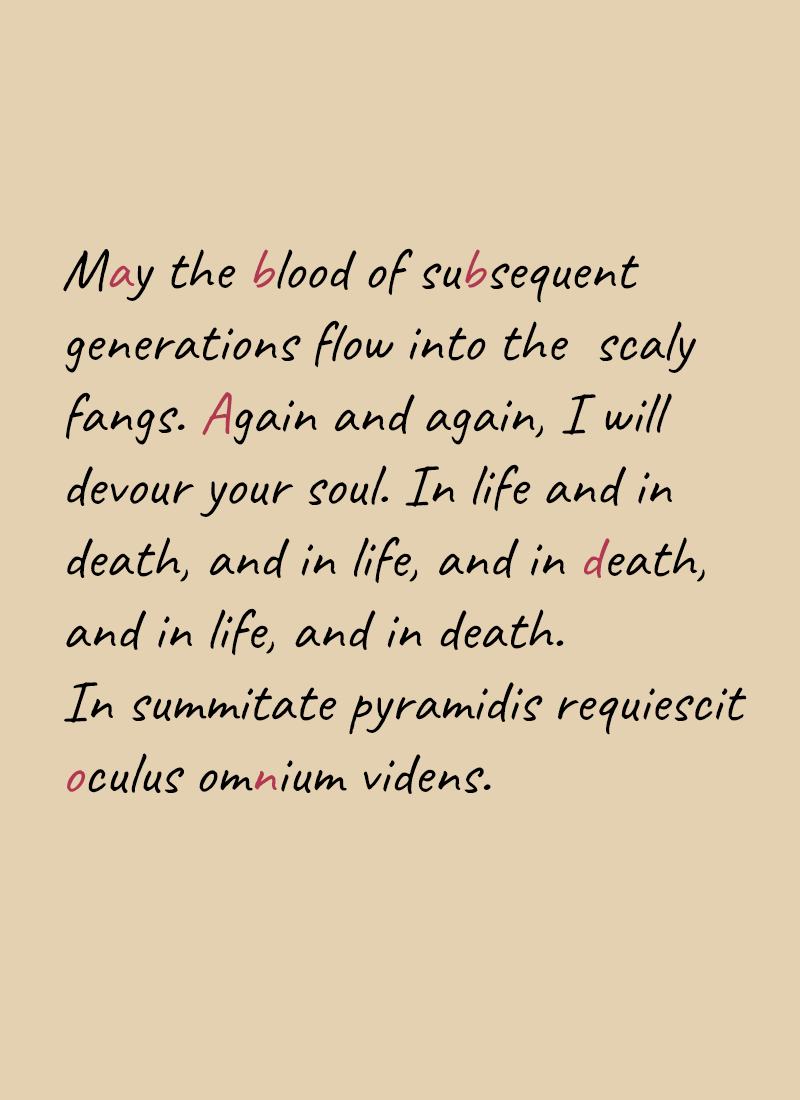 May the blood of subsequent
generations flow into the  scaly
fangs. Again and again, I will
devour your soul. In life and in
death, and in life, and in death,
and in life, and in death.
In summitate pyramidis requiescit
oculus omnium videns.